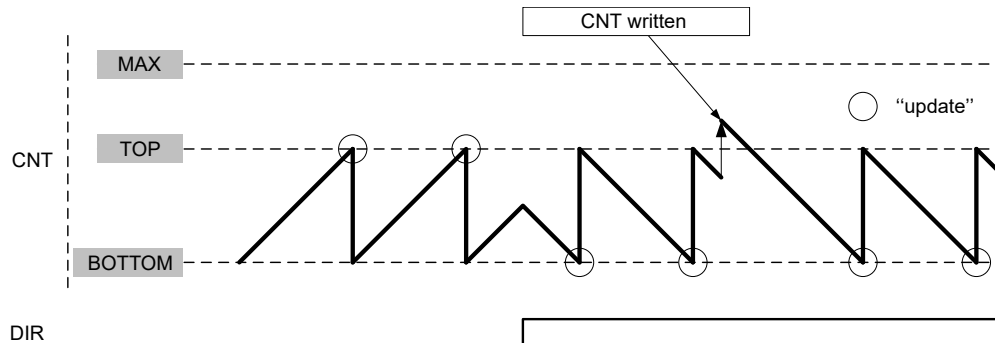 CNT written
MAX
“update”
TOP
CNT
BOTTOM
DIR